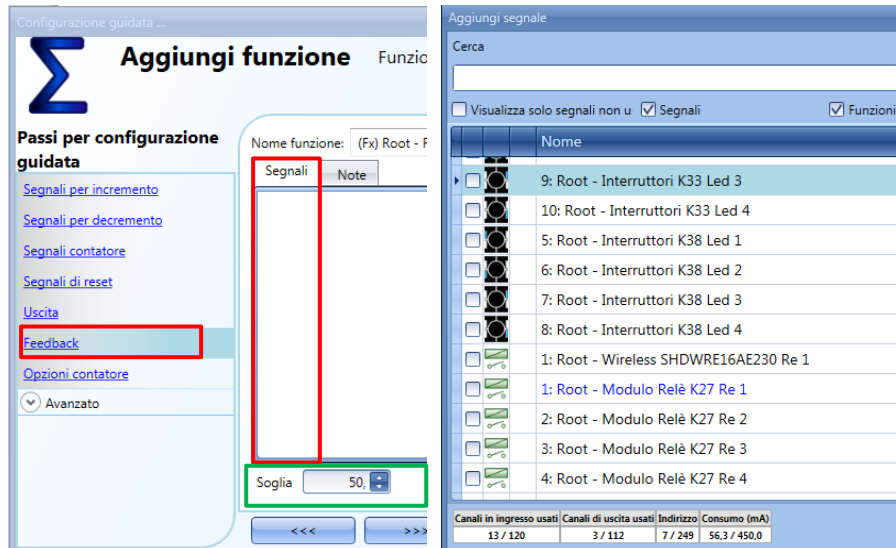 Configurazione guidata ...
Aggiungi funzione Funzio
Passi per configurazione
guidata
Segnali per incremento
Segnali per decremento
Segnali contatore
Segnali di reset
Uscita
Feedback
Opzioni contatore
Avanzato
Nome funzione: (Fx) Root - F
Segnali Note
Soglia 50,
<<< >>>
Aggiungi segnale
Cerca
Visualizza solo segnali non u Segnali Funzioni
Nome
9: Root - Interruttori K33 Led 3
10: Root - Interruttori K33 Led 4
5: Root - Interruttori K38 Led 1
6: Root - Interruttori K38 Led 2
7: Root - Interruttori K38 Led 3
8: Root - Interruttori K38 Led 4
1: Root - Wireless SHDWRE16AE230 Re 1
1: Root - Modulo Relè K27 Re 1
2: Root - Modulo Relè K27 Re 2
3: Root - Modulo Relè K27 Re 3
4: Root - Modulo Relè K27 Re 4
Canali in ingresso usati Canali di uscita usati Indirizzo Consumo (mA)
13 / 120 3 / 112 7 / 249 56,3 / 450,0